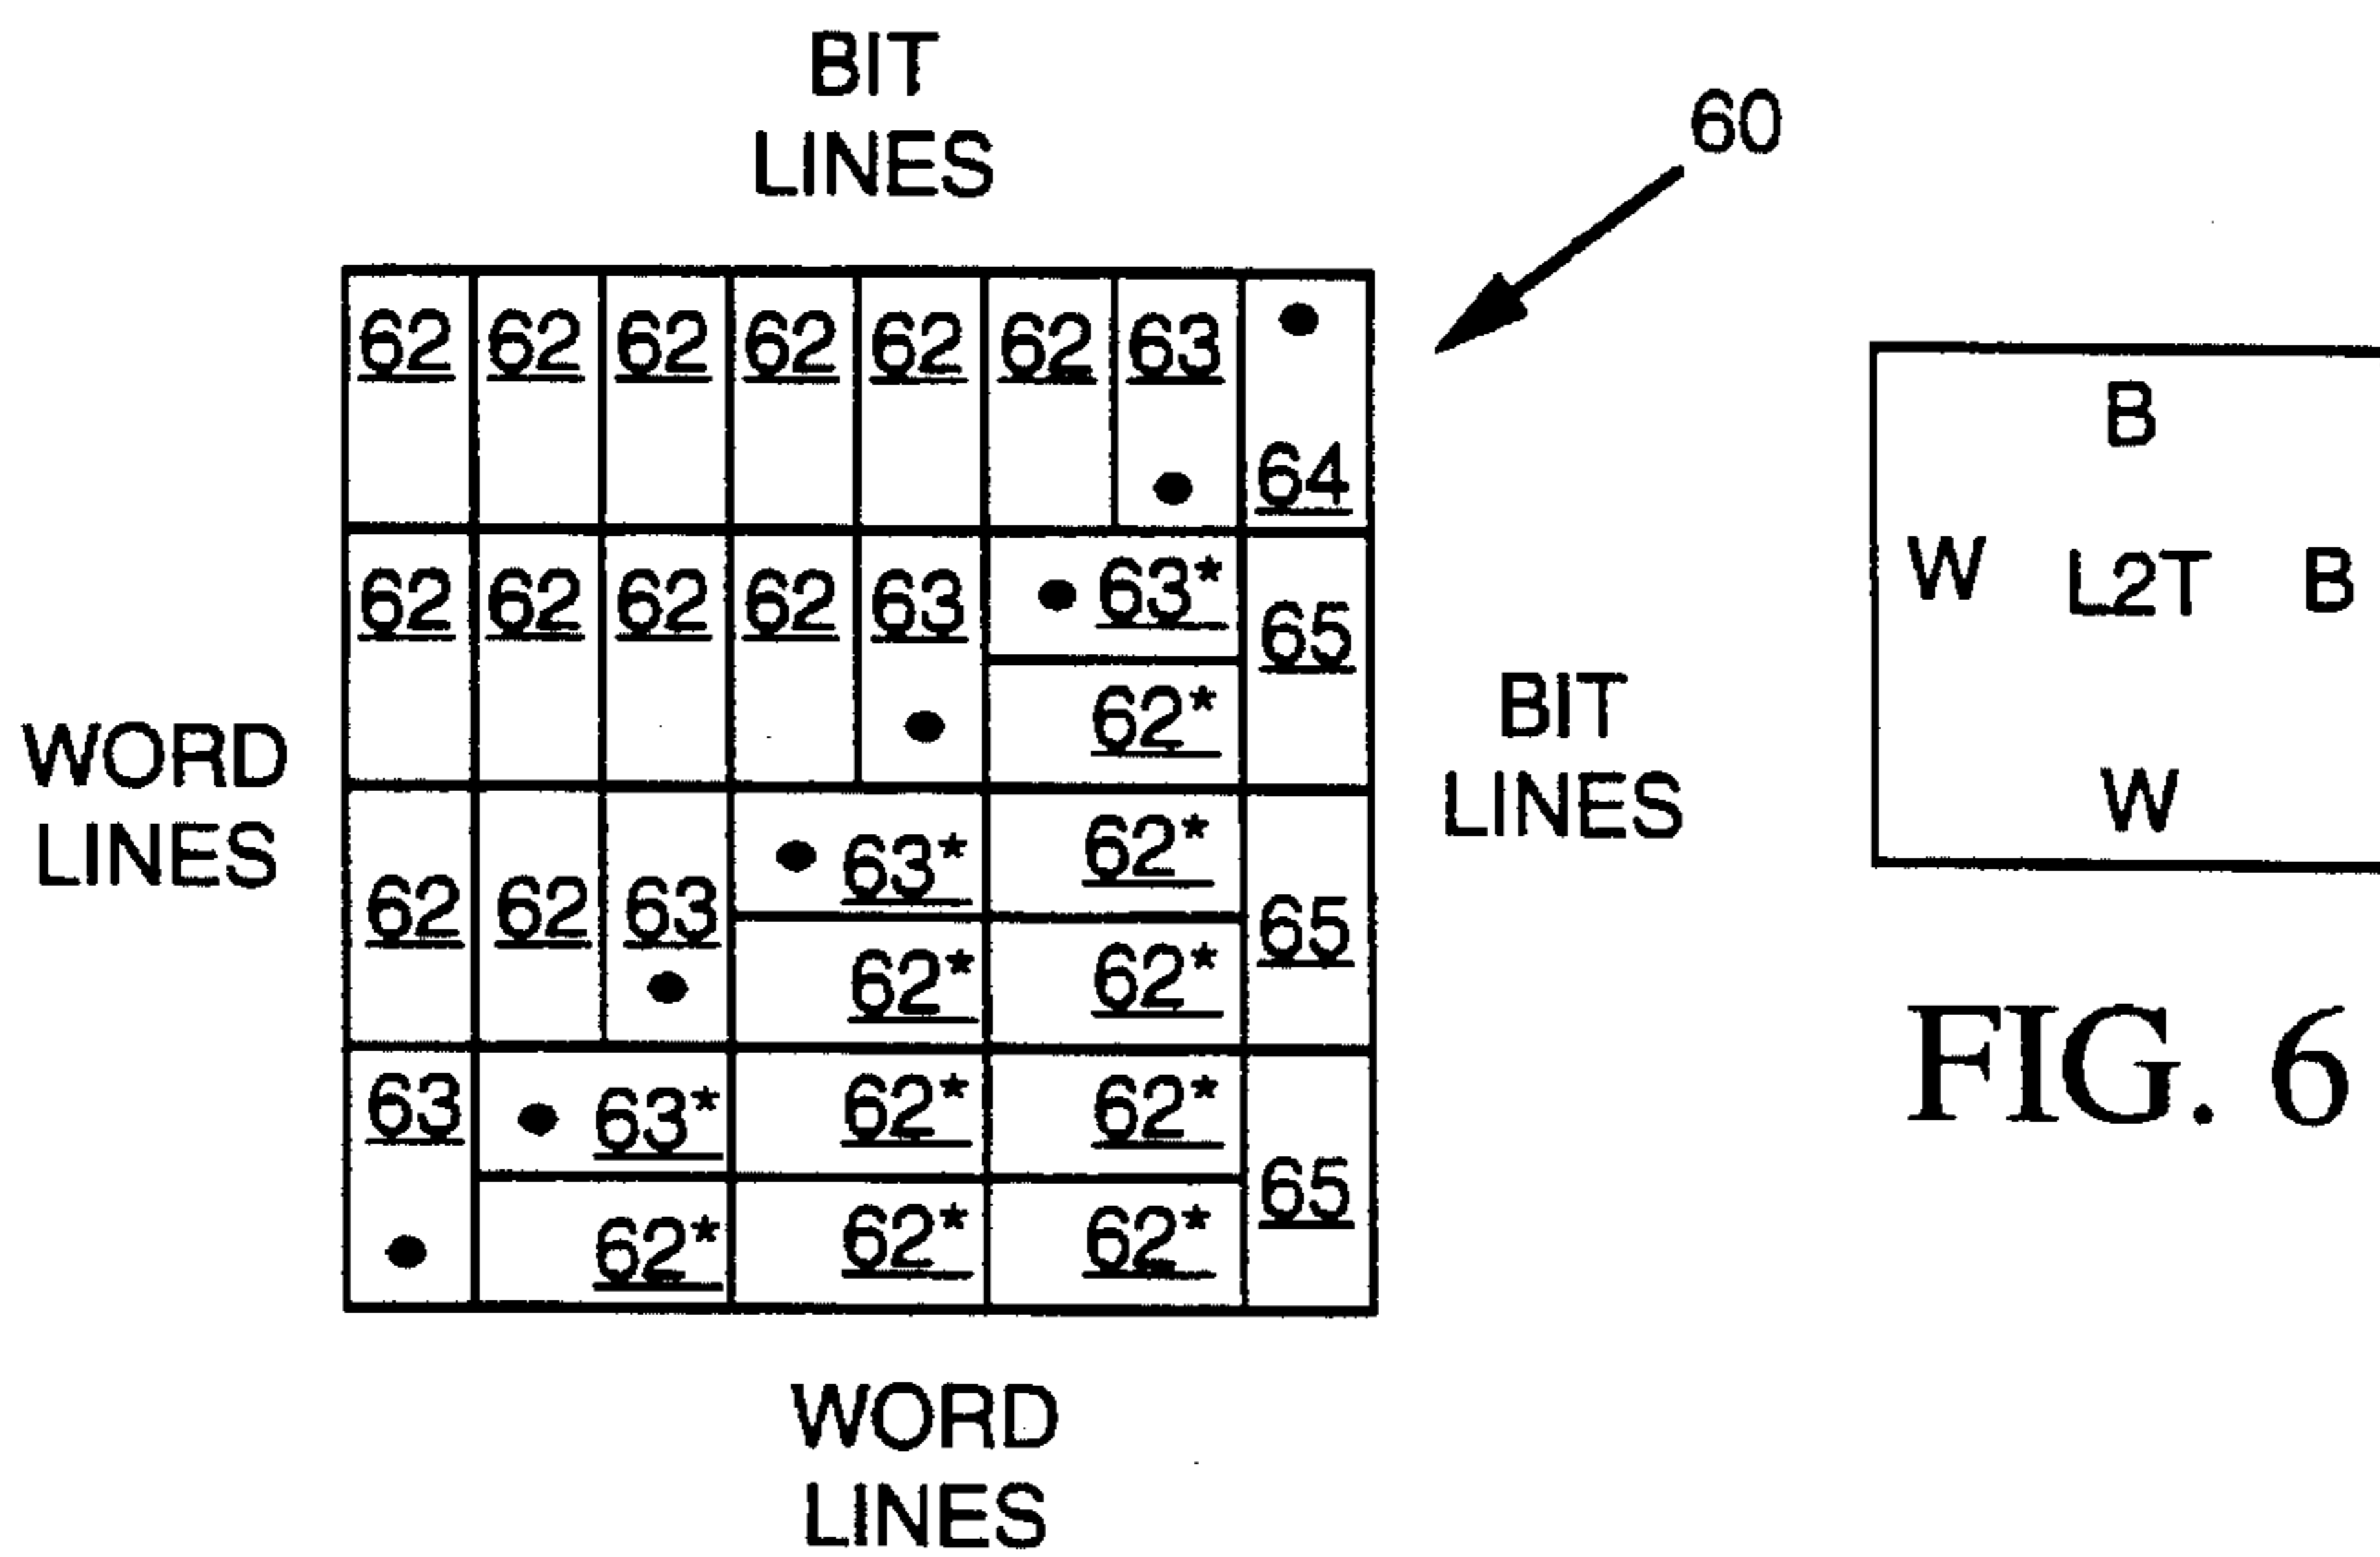 BIT
LINES
60
62 62 62 62 62 62 63
64
62 62 62 62 63 63* 65
62*
WORD
LINES
62 62 63 63* 62* 65
62* 62*
63 63* 62* 62* 65
62* 62* 62*
BIT
LINES
WORD
LINES
B
W L2T B
W
FIG. 6